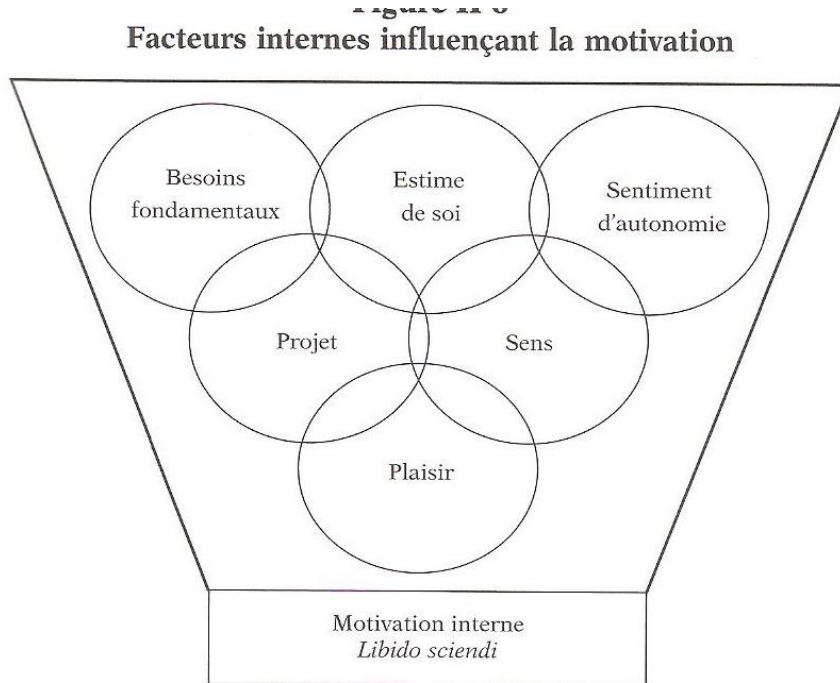 Facteurs internes influençant la motivation
Besoins
fondamentaux
Estime
de soi
Sentiment
d'autonomie
Projet
Sens
Plaisir
Motivation interne
Libido sciendi